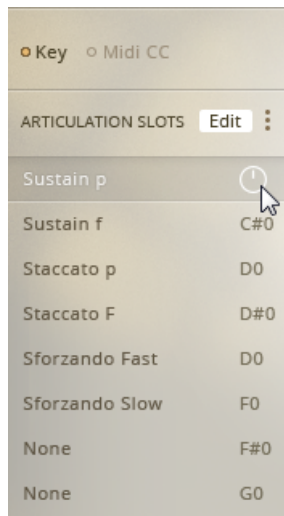 Key Midi CC
ARTICULATION SLOTS Edit
Sustain p
Sustain f C#0
Staccato p D0
Staccato F D#0
Sforzando Fast D0
Sforzando Slow F0
None F#0
None G0